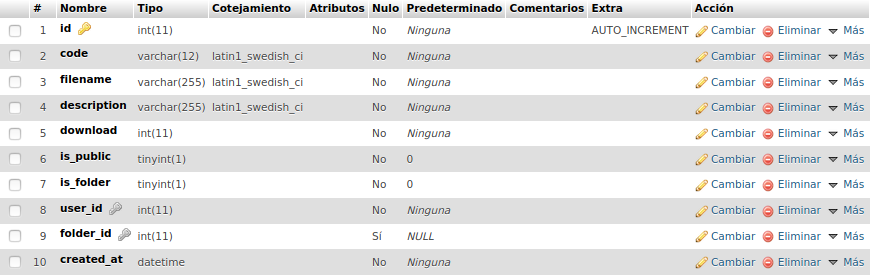 # Nombre Tipo Cotejamiento Atributos Nulo Predeterminado Comentarios Extra Acción
1 id int(11) No Ninguna AUTO_INCREMENT Cambiar Eliminar Más
2 code varchar(12) latin1_swedish_ci No Ninguna Cambiar Eliminar Más
3 filename varchar(255) latin1_swedish_ci No Ninguna Cambiar Eliminar Más
4 description varchar(255) latin1_swedish_ci No Ninguna Cambiar Eliminar Más
5 download int(11) No Ninguna Cambiar Eliminar Más
6 is_public tinyint(1) No 0 Cambiar Eliminar Más
7 is_folder tinyint(1) No 0 Cambiar Eliminar Más
8 user_id int(11) No Ninguna Cambiar Eliminar Más
9 folder_id int(11) Sí NULL Cambiar Eliminar Más
10 created_at datetime No Ninguna Cambiar Eliminar Más